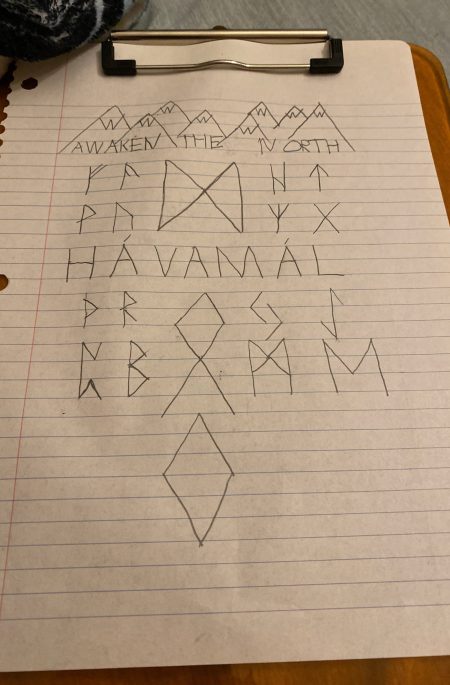 AWAKEN THE NORTH
ᚠ ᚨ ᛞ ᚺ ᛏ
ᚹ ᚢ ᛉ ᚷ
HÁVAMÁL
ᚦ ᚱ ᛟ ᛃ ᛇ
ᛈ ᛒ ᛗ ᛖ
ᛜ